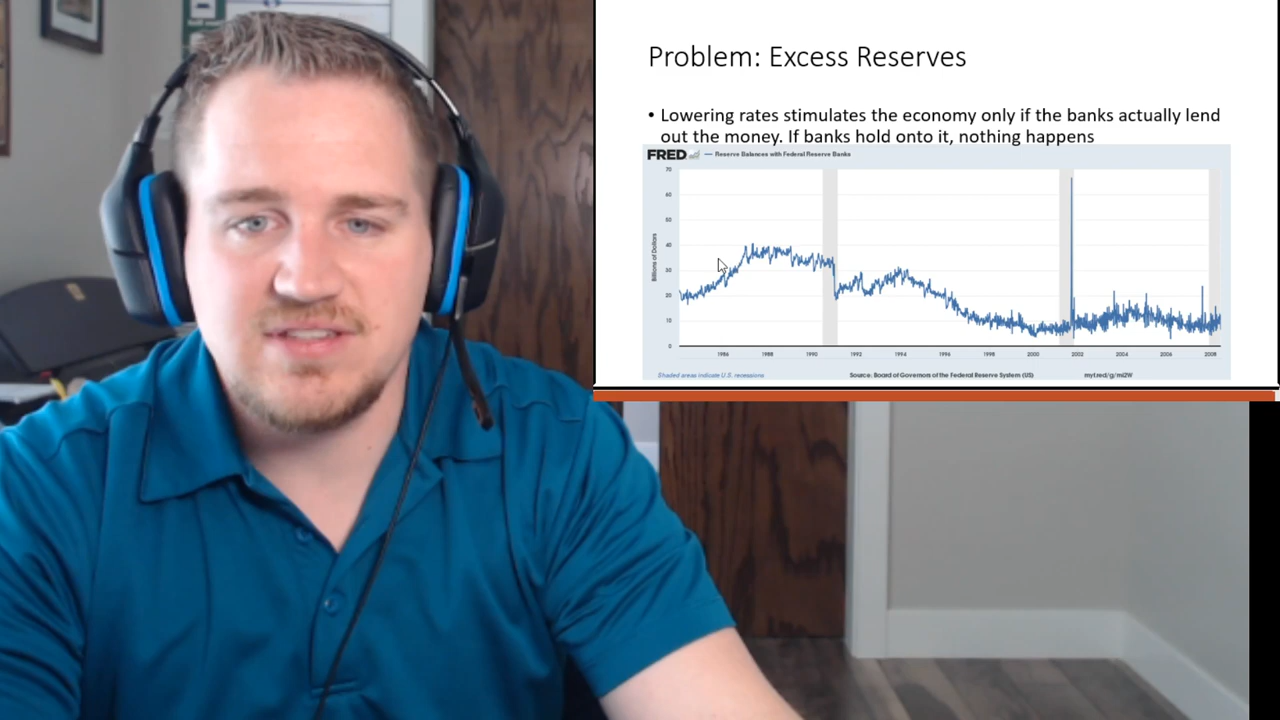 Problem: Excess Reserves
• Lowering rates stimulates the economy only if the banks actually lend
out the money. If banks hold onto it, nothing happens
FRED — Reserve Balances with Federal Reserve Banks
Billions of Dollars
70
60
50
40
30
20
10
0
1986 1988 1990 1992 1994 1996 1998 2000 2002 2004 2006 2008
Shaded areas indicate U.S. recessions Source: Board of Governors of the Federal Reserve System (US) myf.red/g/mi2W